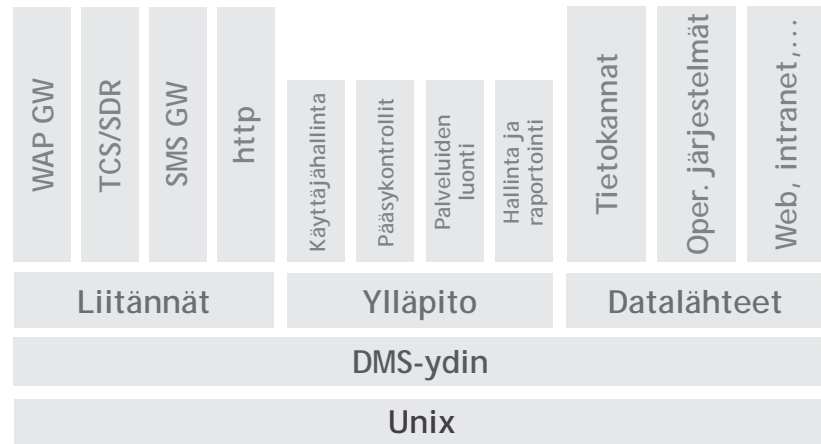 WAP GW
TCS/SDR
SMS GW
http
Käyttäjähallinta
Pääsykontrollit
Palveluiden
luonti
Hallinta ja
raportointi
Tietokannat
Oper. järjestelmät
Web, intranet,...
Liitännät
Ylläpito
Datalähteet
DMS-ydin
Unix